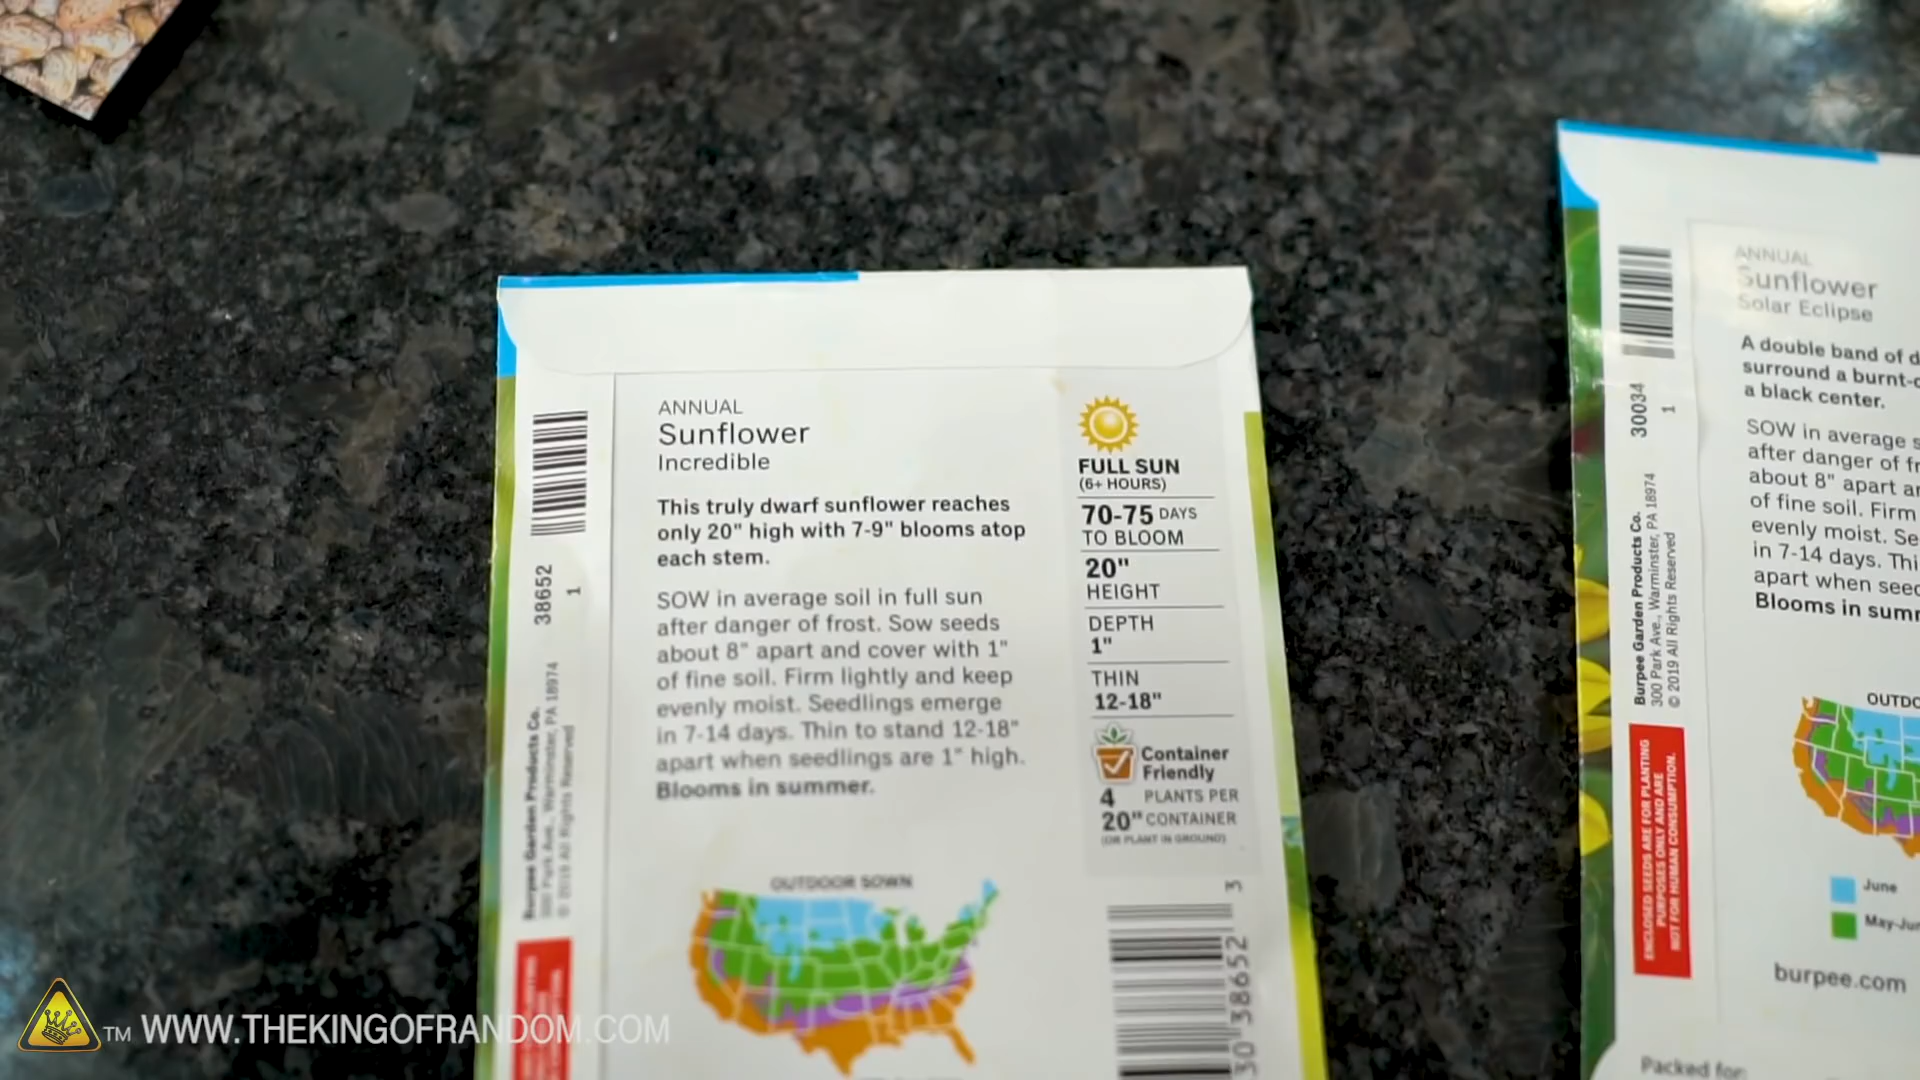 ANNUAL
Sunflower
Incredible
This truly dwarf sunflower reaches
only 20" high with 7-9" blooms atop
each stem.
SOW in average soil in full sun
after danger of frost. Sow seeds
about 8" apart and cover with 1"
of fine soil. Firm lightly and keep
evenly moist. Seedlings emerge
in 7-14 days. Thin to stand 12-18"
apart when seedlings are 1" high.
Blooms in summer.
FULL SUN
(6+ HOURS)
70-75 DAYS
TO BLOOM
20"
HEIGHT
DEPTH
1"
THIN
12-18"
Container
Friendly
4 PLANTS PER
20" CONTAINER
(OR PLANT IN GROUND)
OUTDOOR SOWN
38652
1
Burpee Garden Products Co.
300 Park Ave., Warminster, PA 18974
© 2019 All Rights Reserved
3
30 38652
ANNUAL
Sunflower
Solar Eclipse
A double band of d
surround a burnt-o
a black center.
SOW in average s
after danger of fr
about 8" apart an
of fine soil. Firm
evenly moist. Se
in 7-14 days. Thi
apart when seed
Blooms in sum
30034
1
Burpee Garden Products Co.
300 Park Ave., Warminster, PA 18974
© 2019 All Rights Reserved
ENCLOSED SEEDS ARE FOR PLANTING
PURPOSES ONLY AND ARE
NOT FOR HUMAN CONSUMPTION.
OUTDO
June
May-Jun
burpee.com
Packed for:
TM WWW.THEKINGOFRANDOM.COM